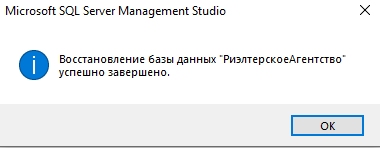 Microsoft SQL Server Management Studio
Восстановление базы данных "РиэлтерскоеАгентство"
успешно завершено.
OK